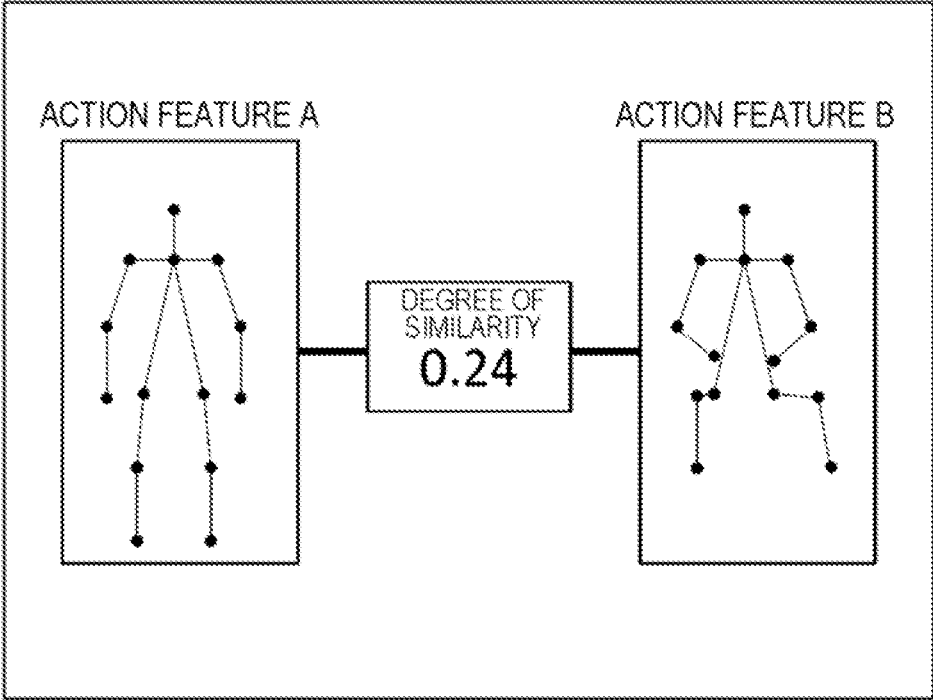 ACTION FEATURE A
ACTION FEATURE B
DEGREE OF
SIMILARITY
0.24